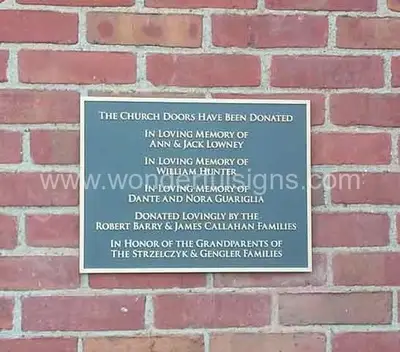 The Church Doors Have Been Donated
In Loving Memory of
Ann & Jack Lowney
In Loving Memory of
William Hunter
www.wonderfulsigns.com
In Loving Memory of
Dante and Nora Guariglia
Donated Lovingly by the
Robert Barry & James Callahan Families
In Honor of the Grandparents of
The Strzelczyk & Gengler Families